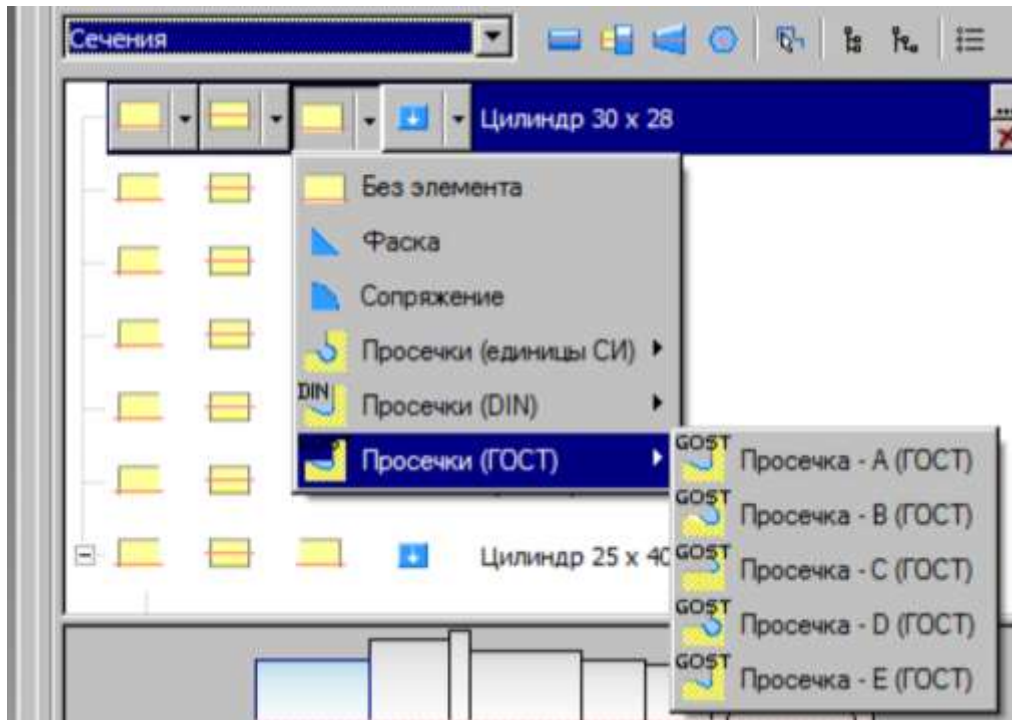 Сечения
Цилиндр 30 x 28
...
Без элемента
Фаска
Сопряжение
Просечки (единицы СИ)
DIN
Просечки (DIN)
Просечки (ГОСТ)
GOST
Просечка - A (ГОСТ)
GOST
Просечка - B (ГОСТ)
Цилиндр 25 x 40
GOST
Просечка - C (ГОСТ)
GOST
Просечка - D (ГОСТ)
GOST
Просечка - E (ГОСТ)